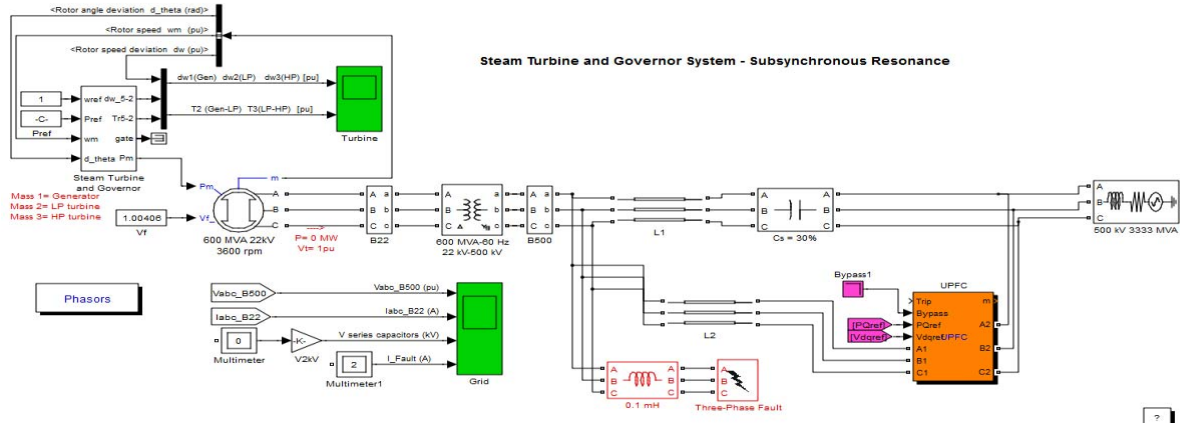 <Rotor angle deviation d_theta (rad)>
<Rotor speed wm (pu)>
<Rotor speed deviation dw (pu)>
Steam Turbine and Governor System - Subsynchronous Resonance
dw1(Gen) dw2(LP) dw3(HP) [pu]
T2 (Gen-LP) T3(LP-HP) [pu]
Turbine
1
-C-
Pref
wref dw_5-2
Pref Tr5-2
wm gate
d_theta Pm
Steam Turbine
and Governor
Mass 1= Generator
Mass 2= LP turbine
Mass 3= HP turbine
1.00406
Vf
Pm
Vf_
m
A
B
C
600 MVA 22kV
3600 rpm
P= 0 MW
Vt= 1pu
A a
B b
C c
B22
A a
B b
C c
600 MVA-60 Hz
22 kV-500 kV
A a
B b
C c
B500
L1
A A
B B
C C
Cs = 30%
A
B
C
500 kV 3333 MVA
Phasors
Vabc_B500
Iabc_B22
0
Multimeter
-K-
V2kV
2
Multimeter1
Vabc_B500 (pu)
Iabc_B22 (A)
V series capacitors (kV)
I_Fault (A)
Grid
L2
A A
B B
C C
0.1 mH
A
B
C
Three-Phase Fault
Bypass1
[PQref]
[Vdqref]
UPFC
Trip m
Bypass
PQref A2
Vdqref UPFC
A1 B2
B1
C1 C2
?